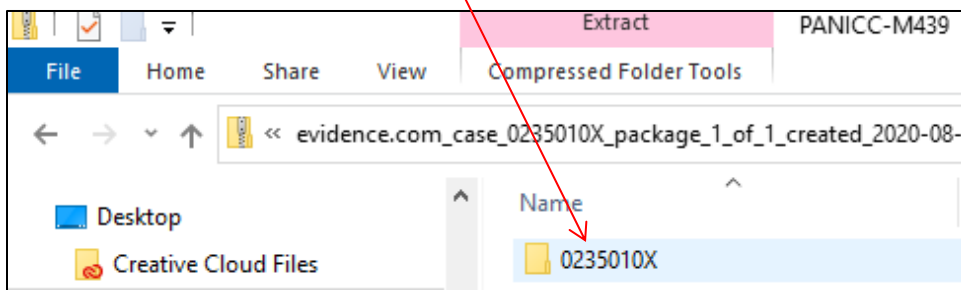 Extract PANICC-M439
File Home Share View Compressed Folder Tools
« evidence.com_case_0235010X_package_1_of_1_created_2020-08-
Name
Desktop
0235010X
Creative Cloud Files